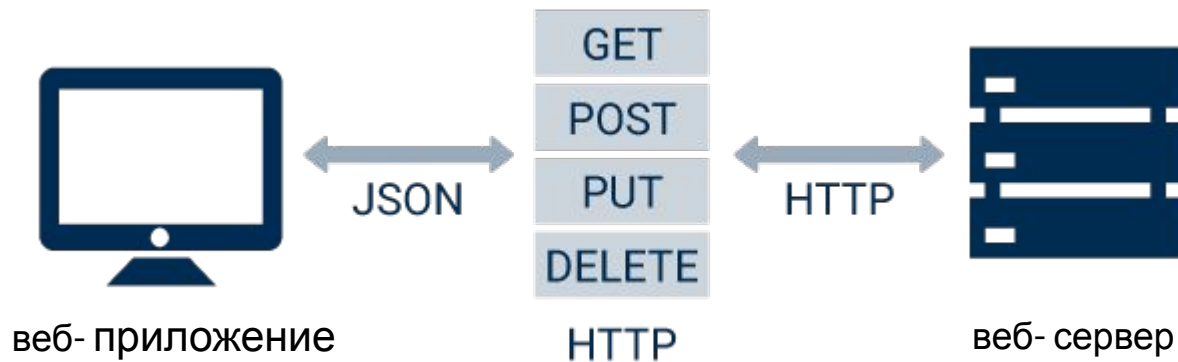 GET
POST
PUT
DELETE
JSON
HTTP
веб- приложение
HTTP
веб- сервер